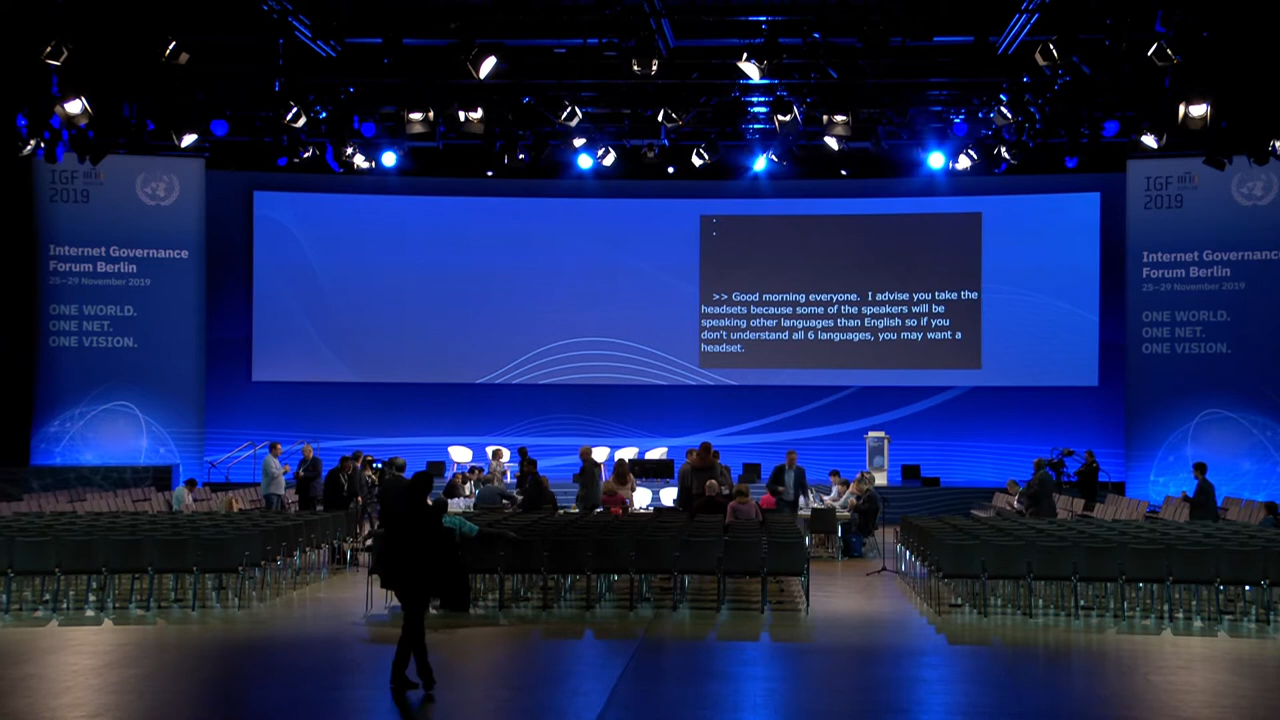 IGF
2019
Internet Governance
Forum Berlin
25–29 November 2019
ONE WORLD.
ONE NET.
ONE VISION.
>> Good morning everyone.  I advise you take the
headsets because some of the speakers will be
speaking other languages than English so if you
don't understand all 6 languages, you may want a
headset.
IGF
2019
Internet Governance
Forum Berlin
25–29 November 2019
ONE WORLD.
ONE NET.
ONE VISION.